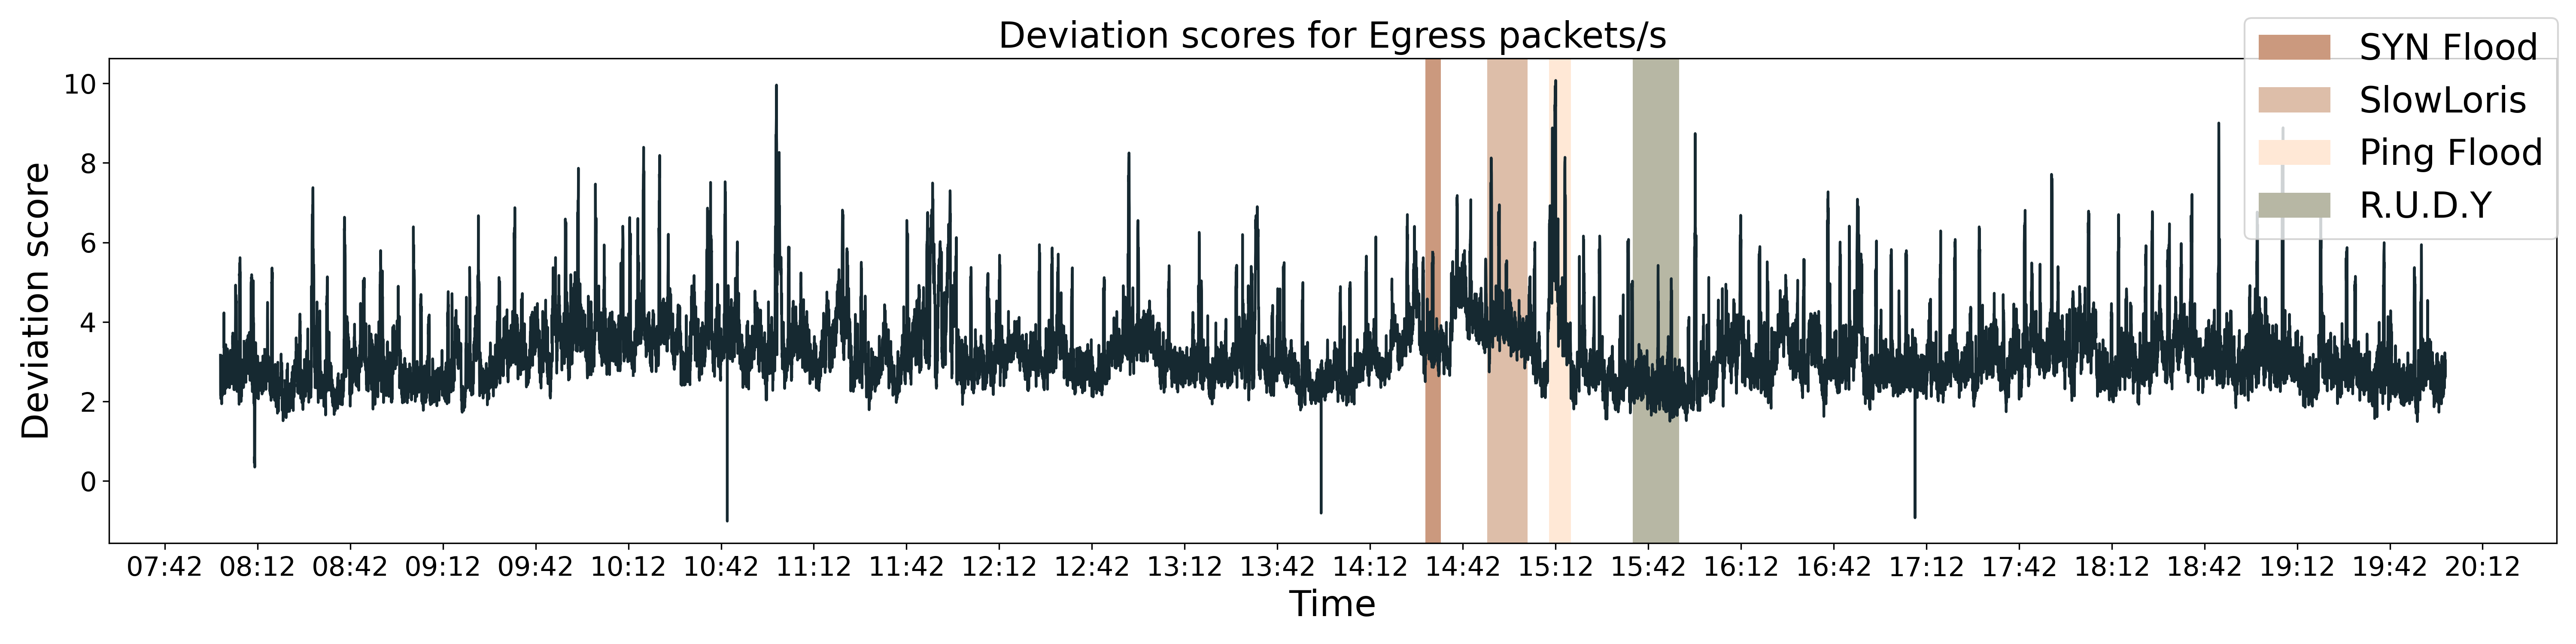 Deviation scores for Egress packets/s
SYN Flood
SlowLoris
Ping Flood
R.U.D.Y
Deviation score
10
8
6
4
2
0
07:42 08:12 08:42 09:12 09:42 10:12 10:42 11:12 11:42 12:12 12:42 13:12 13:42 14:12 14:42 15:12 15:42 16:12 16:42 17:12 17:42 18:12 18:42 19:12 19:42 20:12
Time